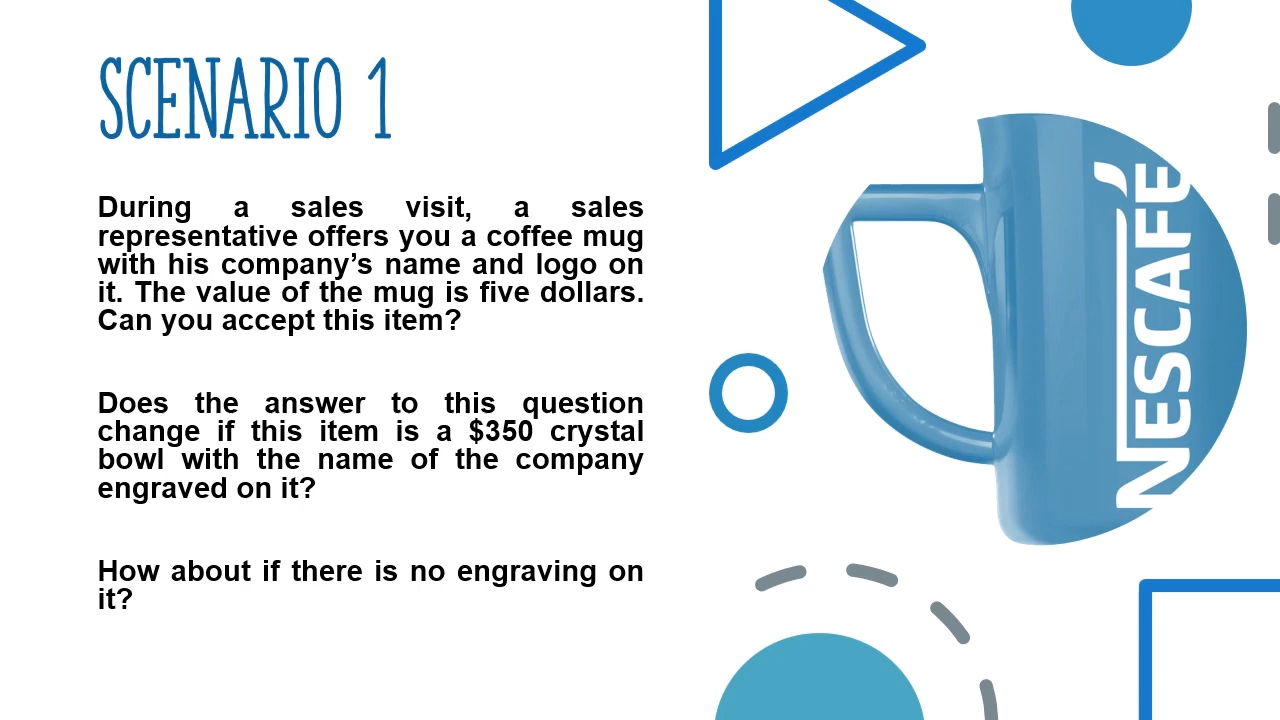 SCENARIO 1
During a sales visit, a sales
representative offers you a coffee mug
with his company’s name and logo on
it. The value of the mug is five dollars.
Can you accept this item?
Does the answer to this question
change if this item is a $350 crystal
bowl with the name of the company
engraved on it?
How about if there is no engraving on
it?
NESCAFÉ